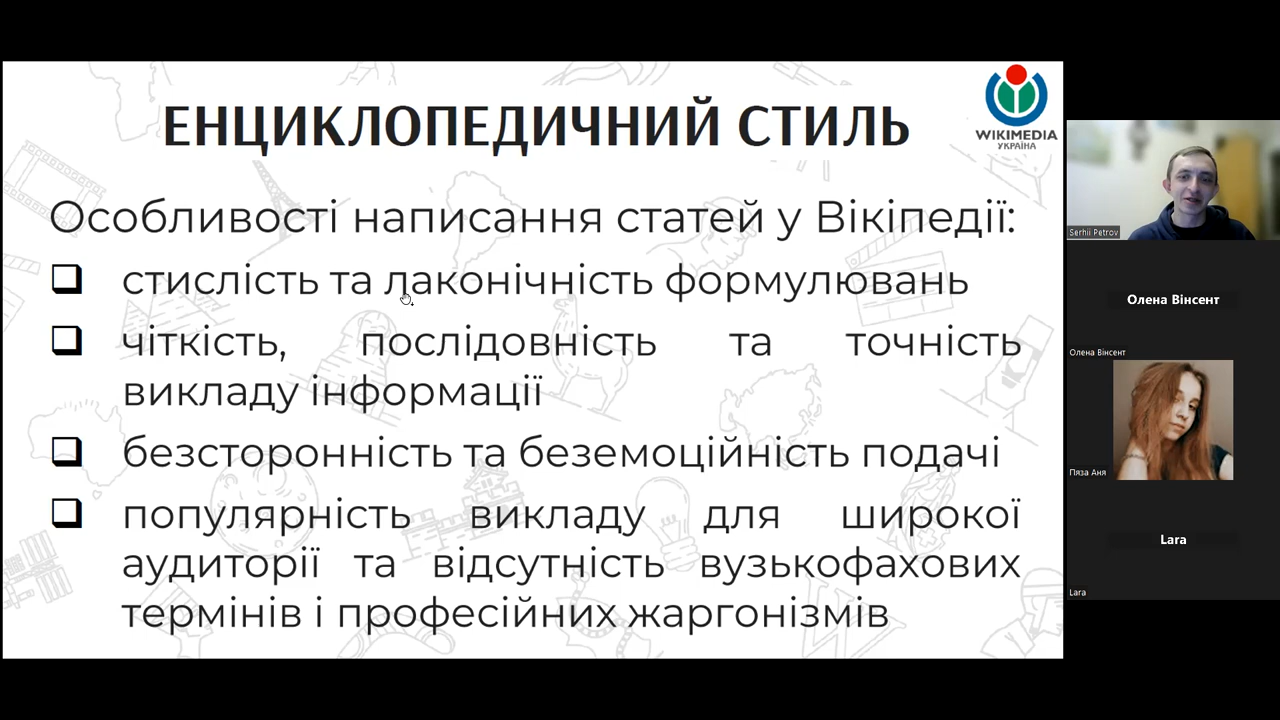 ЕНЦИКЛОПЕДИЧНИЙ СТИЛЬ
WIKIMEDIA
УКРАЇНА
Особливості написання статей у Вікіпедії:
стислість та лаконічність формулювань
чіткість, послідовність та точність
викладу інформації
безсторонність та беземоційність подачі
популярність викладу для широкої
аудиторії та відсутність вузькофахових
термінів і професійних жаргонізмів
Serhii Petrov
Олена Вінсент
Олена Вінсент
Пяза Аня
Lara
Lara